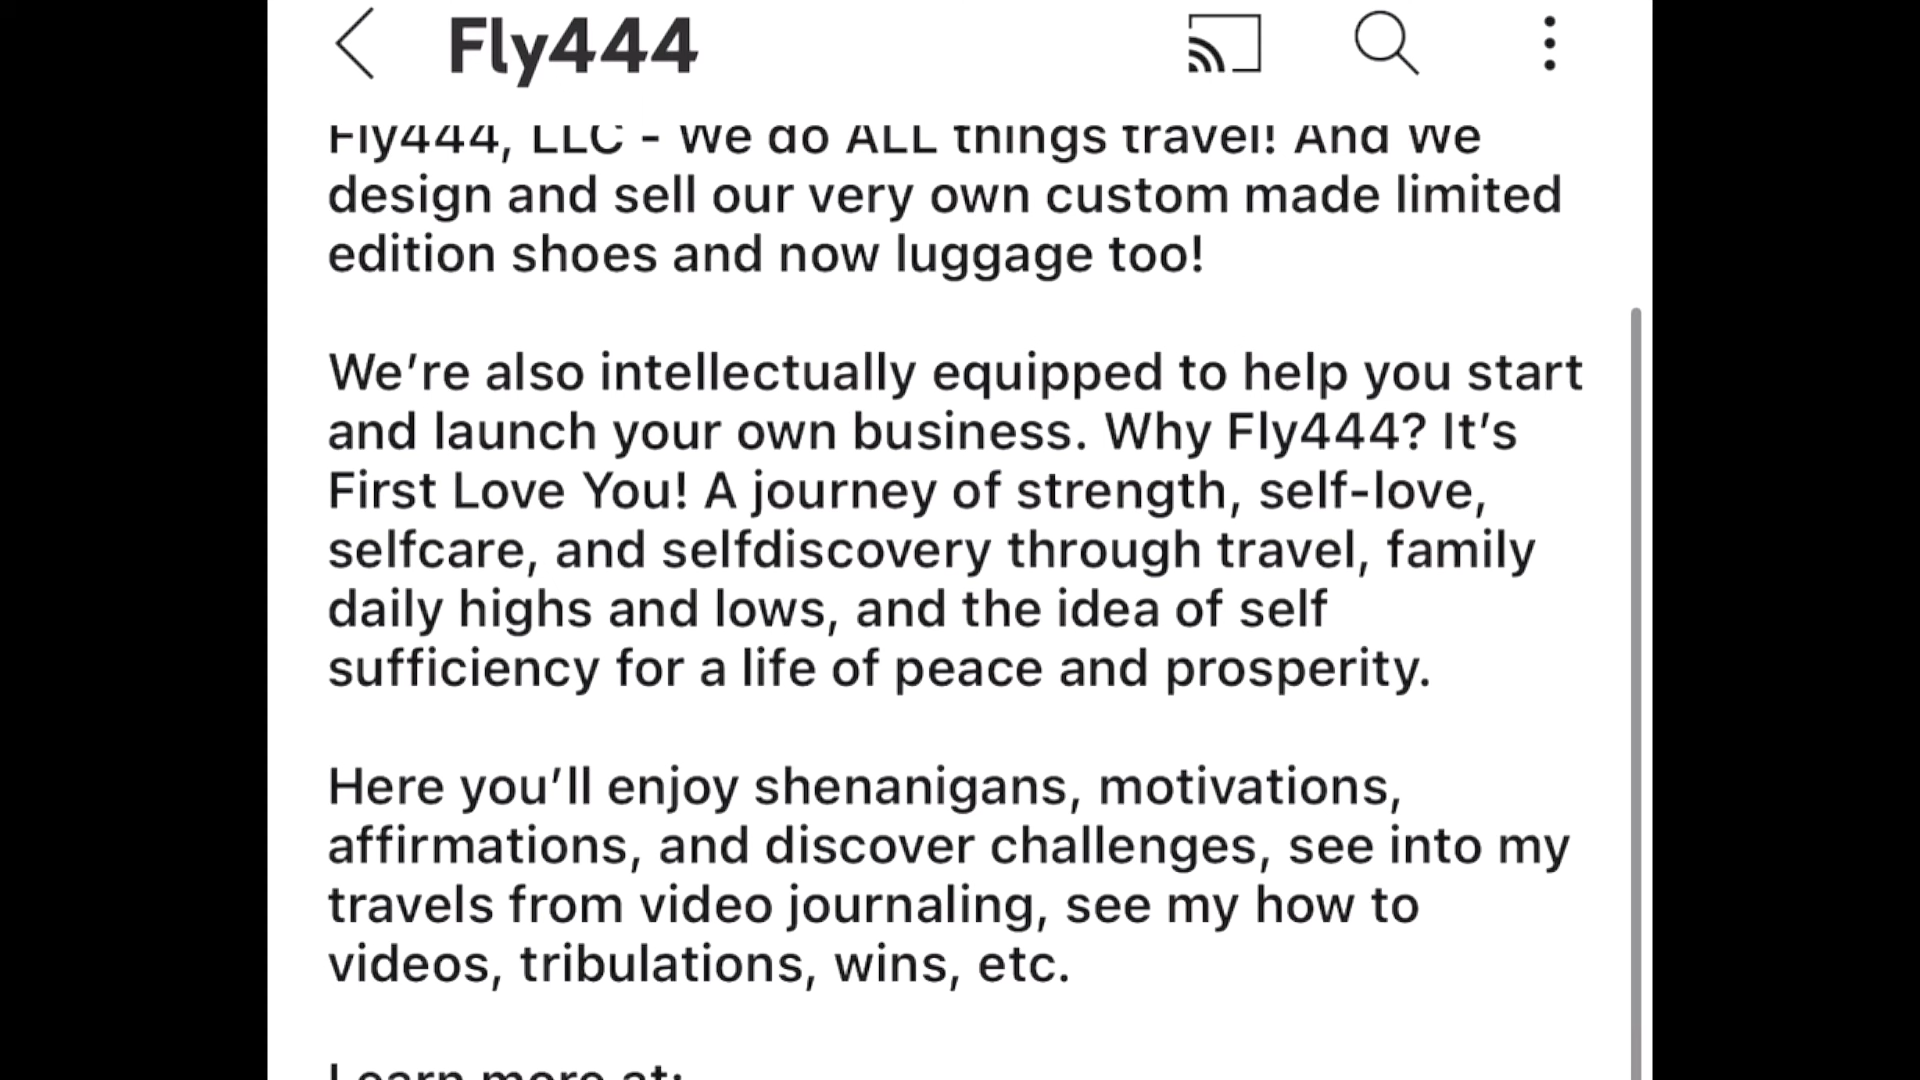 Fly444
Fly444, LLC - We do ALL things travel! And We
design and sell our very own custom made limited
edition shoes and now luggage too!
We’re also intellectually equipped to help you start
and launch your own business. Why Fly444? It’s
First Love You! A journey of strength, self-love,
selfcare, and selfdiscovery through travel, family
daily highs and lows, and the idea of self
sufficiency for a life of peace and prosperity.
Here you’ll enjoy shenanigans, motivations,
affirmations, and discover challenges, see into my
travels from video journaling, see my how to
videos, tribulations, wins, etc.
Learn more at: